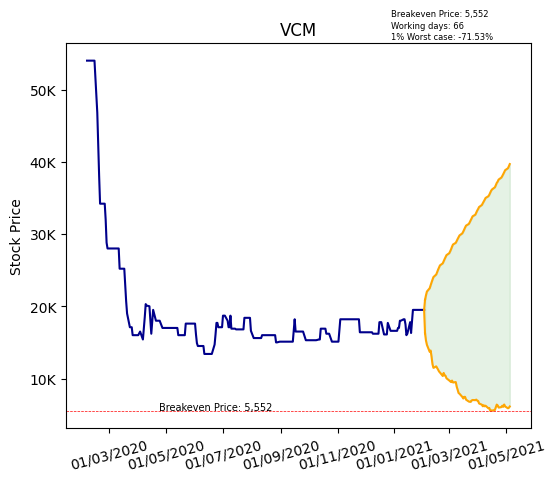 Breakeven Price: 5,552
Working days: 66
1% Worst case: -71.53%
VCM
Stock Price
50K
40K
30K
20K
10K
Breakeven Price: 5,552
01/03/2020
01/05/2020
01/07/2020
01/09/2020
01/11/2020
01/01/2021
01/03/2021
01/05/2021